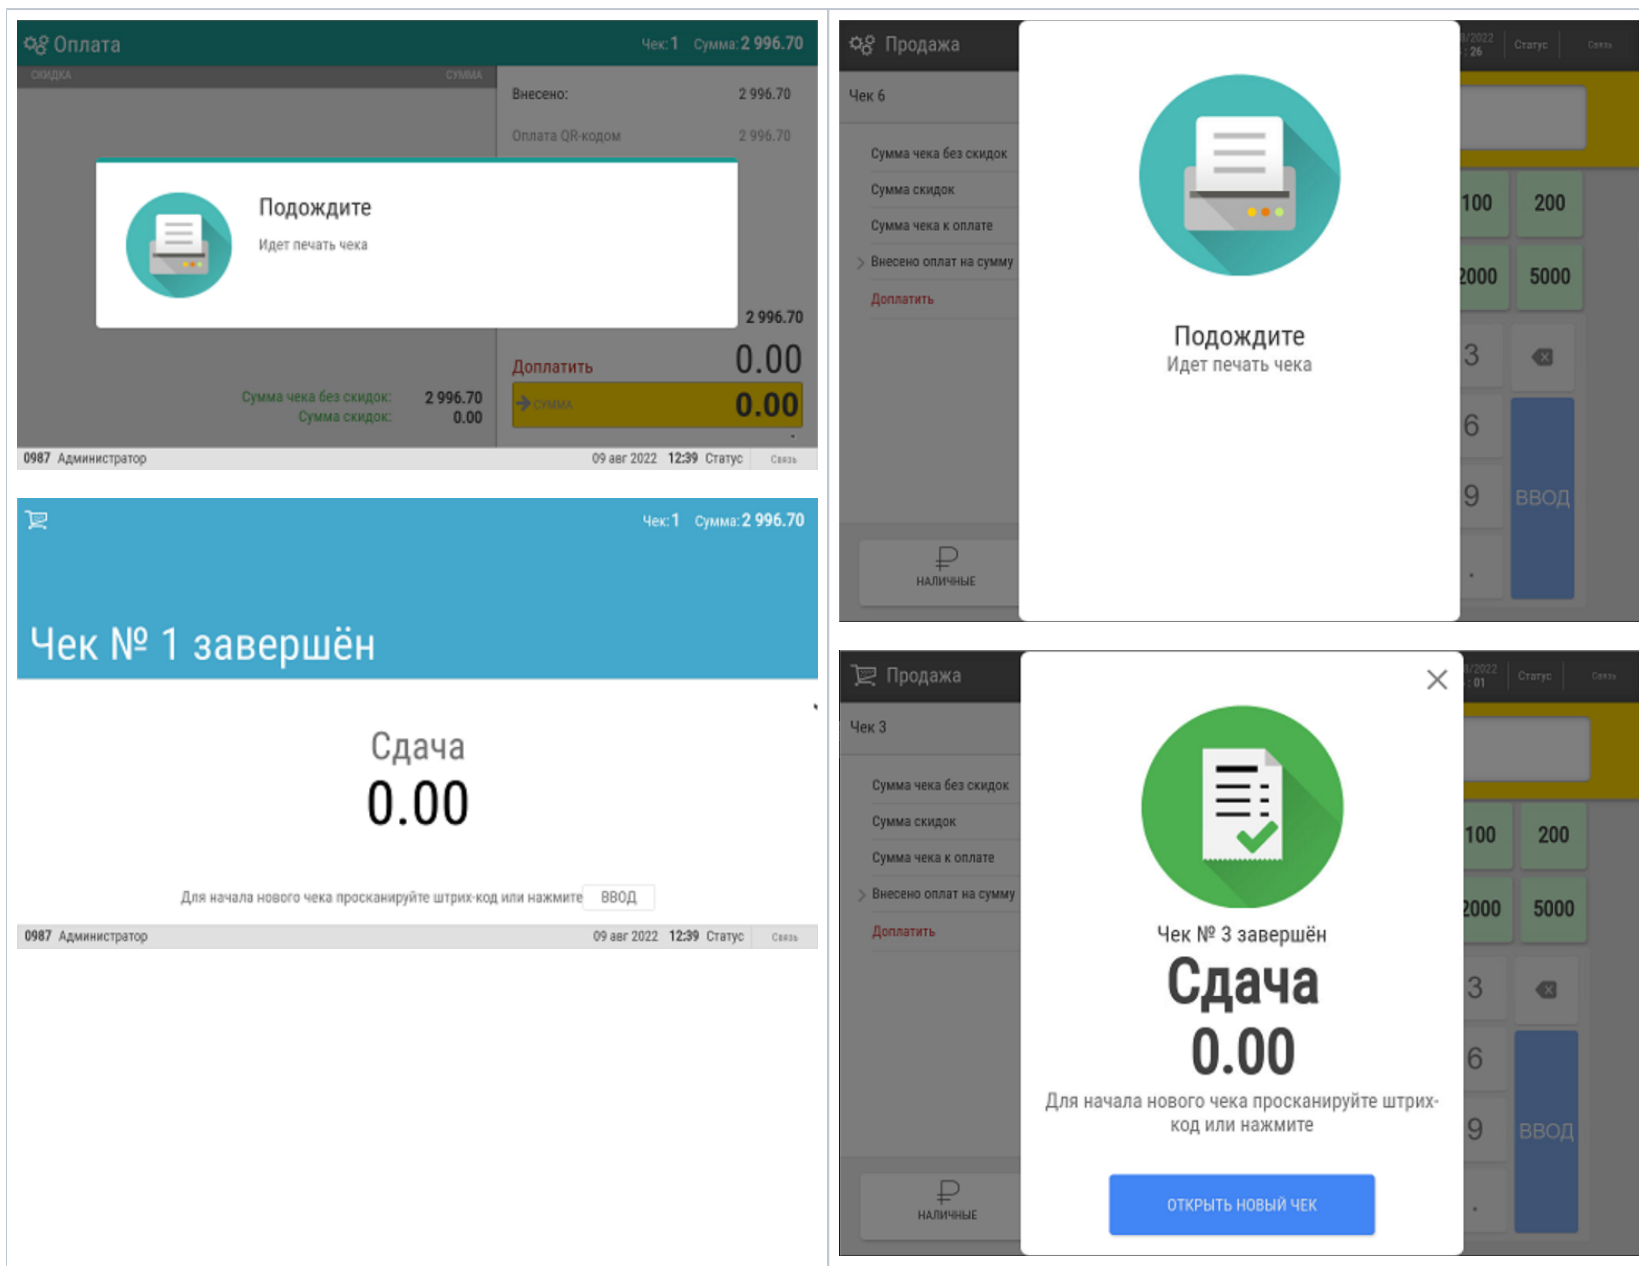 Оплата
Чек: 1 Сумма: 2 996.70
СКИДКА СУММА
Внесено: 2 996.70
Оплата QR-кодом 2 996.70
Подождите
Идет печать чека
2 996.70
Доплатить 0.00
Сумма чека без скидок: 2 996.70
СУММА 0.00
Сумма скидок: 0.00
0987 Администратор 09 авг 2022 12:39 Статус Связь
Чек: 1 Сумма: 2 996.70
Чек № 1 завершён
Сдача
0.00
Для начала нового чека просканируйте штрих-код или нажмите ВВОД
0987 Администратор 09 авг 2022 12:39 Статус Связь
Продажа
8/2022
: 26
Статус Связь
Чек 6
Сумма чека без скидок
Сумма скидок
Сумма чека к оплате
Внесено оплат на сумму
Доплатить
Подождите
Идет печать чека
100 200
2000 5000
3
6
9 ВВОД
.
НАЛИЧНЫЕ
Продажа
8/2022
: 01
Статус Связь
Чек 3
Сумма чека без скидок
Сумма скидок
Сумма чека к оплате
Внесено оплат на сумму
Доплатить
Чек № 3 завершён
Сдача
0.00
Для начала нового чека просканируйте штрих-
код или нажмите
ОТКРЫТЬ НОВЫЙ ЧЕК
100 200
2000 5000
3
6
9 ВВОД
.
НАЛИЧНЫЕ